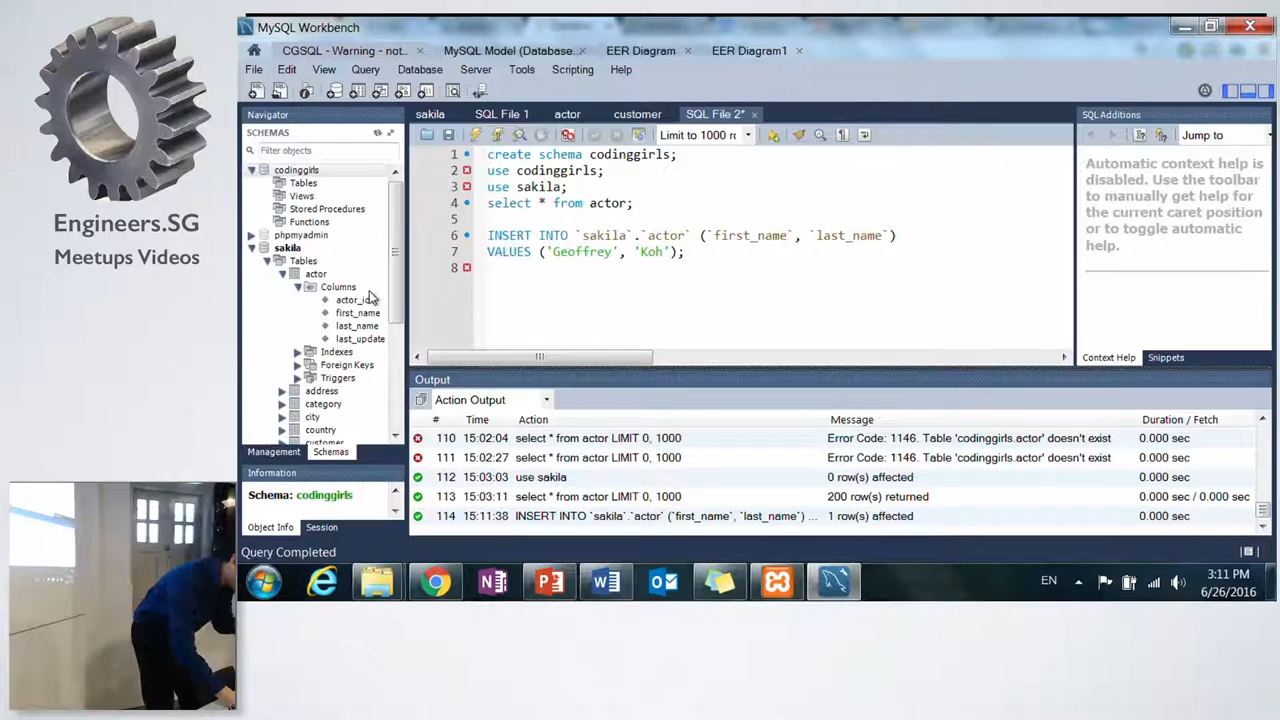 Engineers.SG
Meetups Videos
MySQL Workbench
CGSQL - Warning - not... × MySQL Model (Database... × EER Diagram × EER Diagram1 ×
File Edit View Query Database Server Tools Scripting Help
Navigator
SCHEMAS
Filter objects
codinggirls
Tables
Views
Stored Procedures
Functions
phpmyadmin
sakila
Tables
actor
Columns
first_name
last_name
last_update
Indexes
Foreign Keys
Triggers
address
category
city
country
customer
Management Schemas
Information
Schema: codinggirls
Object Info Session
Query Completed
sakila SQL File 1 actor customer SQL File 2* ×
Limit to 1000 r
1 create schema codinggirls;
2 use codinggirls;
3 use sakila;
4 select * from actor;
5
6 INSERT INTO `sakila`.`actor` (`first_name`, `last_name`)
7 VALUES ('Geoffrey', 'Koh');
8
SQL Additions
Jump to
Automatic context help is
disabled. Use the toolbar
to manually get help for
the current caret position
or to toggle automatic
help.
Context Help Snippets
Output
Action Output
# Time Action Message Duration / Fetch
110 15:02:04 select * from actor LIMIT 0, 1000 Error Code: 1146. Table 'codinggirls.actor' doesn't exist 0.000 sec
111 15:02:27 select * from actor LIMIT 0, 1000 Error Code: 1146. Table 'codinggirls.actor' doesn't exist 0.000 sec
112 15:03:03 use sakila 0 row(s) affected 0.000 sec
113 15:03:11 select * from actor LIMIT 0, 1000 200 row(s) returned 0.000 sec / 0.000 sec
114 15:11:38 INSERT INTO `sakila`.`actor` (`first_name`, `last_name`) ... 1 row(s) affected 0.000 sec
EN
3:11 PM
6/26/2016